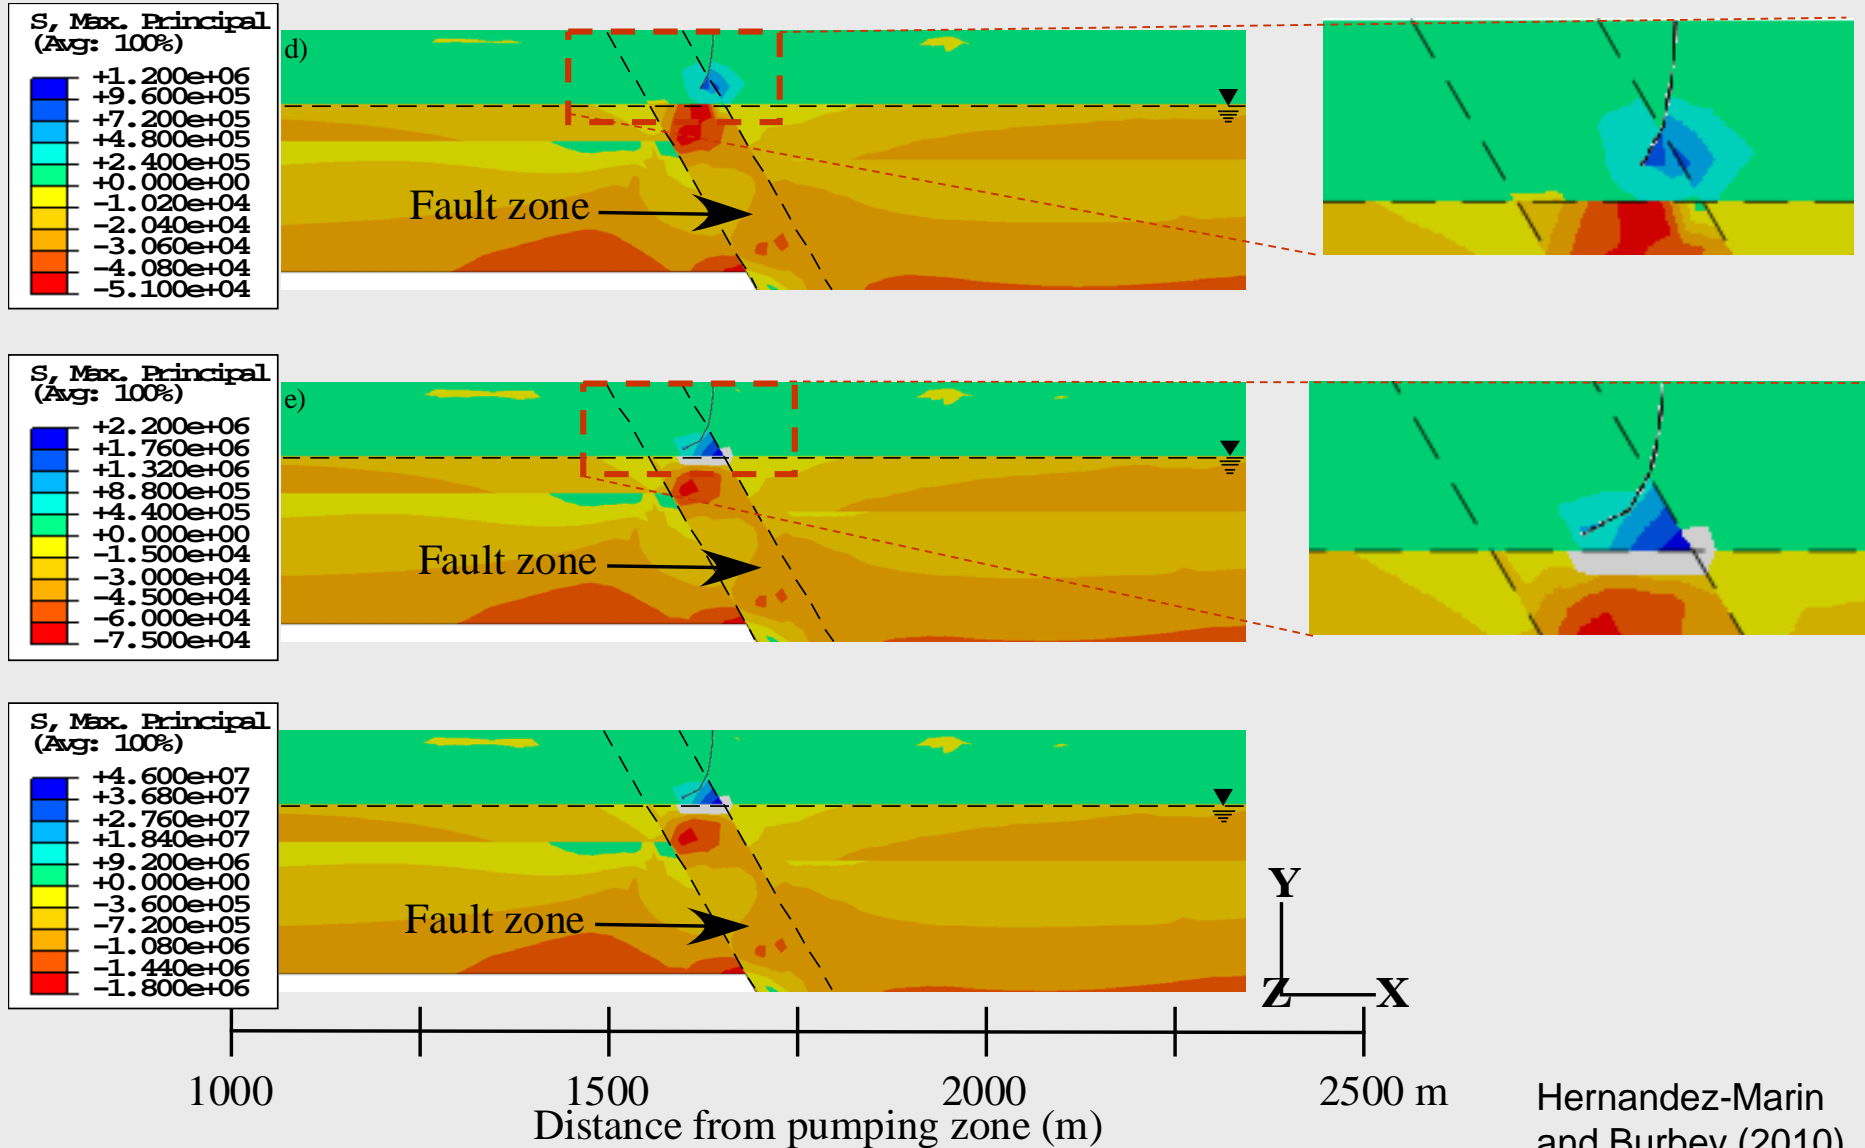 S, Max. Principal
(Avg: 100%)
+1.200e+06
+9.600e+05
+7.200e+05
+4.800e+05
+2.400e+05
+0.000e+00
-1.020e+04
-2.040e+04
-3.060e+04
-4.080e+04
-5.100e+04
d)
Fault zone
S, Max. Principal
(Avg: 100%)
+2.200e+06
+1.760e+06
+1.320e+06
+8.800e+05
+4.400e+05
+0.000e+00
-1.500e+04
-3.000e+04
-4.500e+04
-6.000e+04
-7.500e+04
e)
Fault zone
S, Max. Principal
(Avg: 100%)
+4.600e+07
+3.680e+07
+2.760e+07
+1.840e+07
+9.200e+06
+0.000e+00
-3.600e+05
-7.200e+05
-1.080e+06
-1.440e+06
-1.800e+06
Fault zone
Y
Z X
1000 1500 2000 2500 m
Distance from pumping zone (m)
Hernandez-Marin
and Burbey (2010)